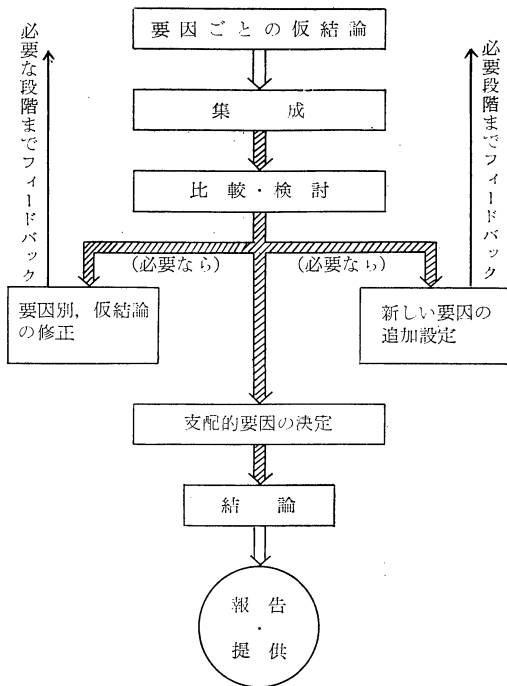 要因ごとの仮結論
集成
比較・検討
(必要なら)
(必要なら)
要因別，仮結論
の修正
新しい要因の
追加設定
必要な段階までフィードバック
必要段階までフィードバック
支配的要因の決定
結論
報告
・
提供